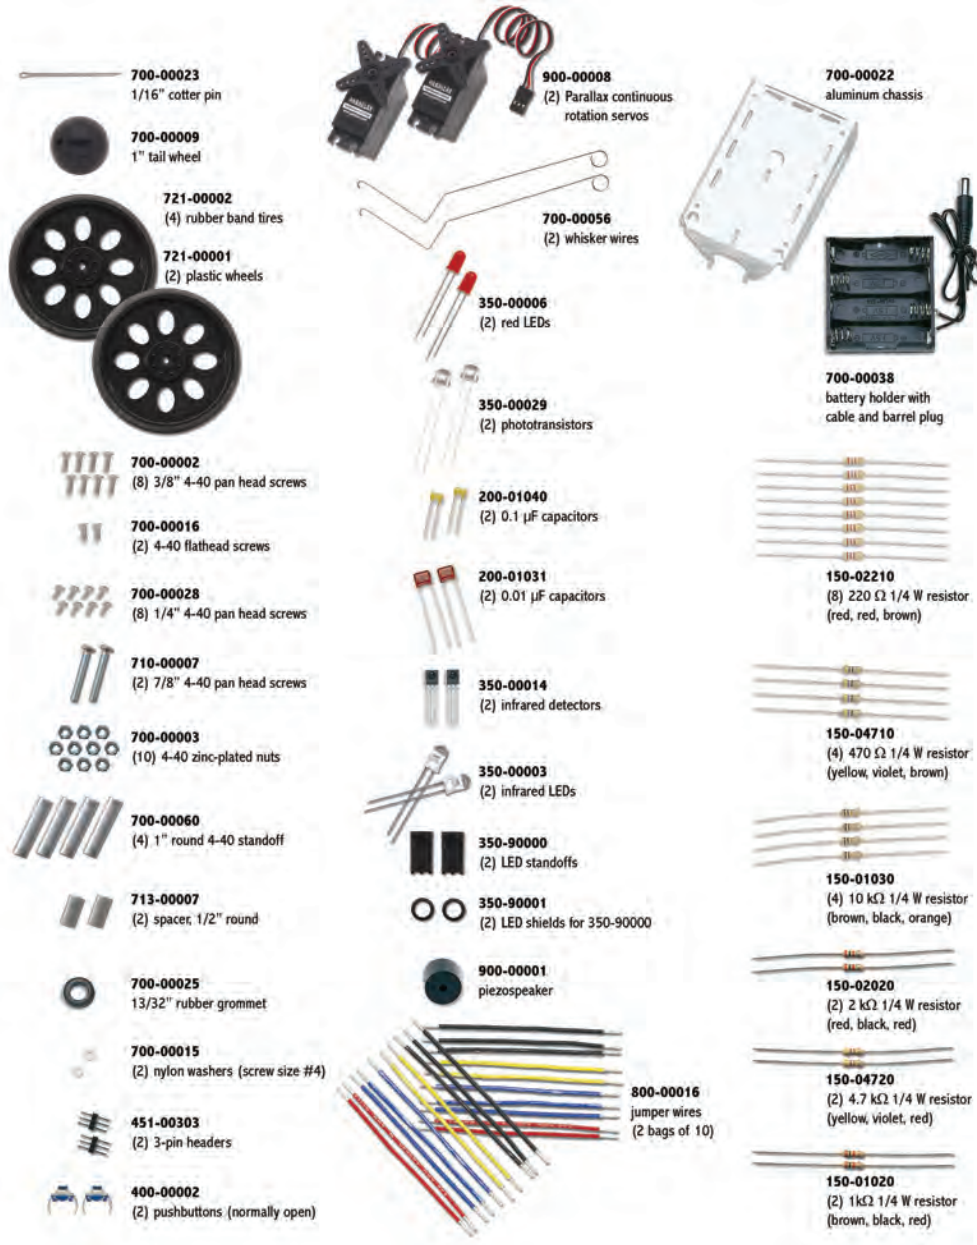 700-00023
1/16" cotter pin
700-00009
1" tail wheel
721-00002
(4) rubber band tires
721-00001
(2) plastic wheels
700-00002
(8) 3/8" 4-40 pan head screws
700-00016
(2) 4-40 flathead screws
700-00028
(8) 1/4" 4-40 pan head screws
710-00007
(2) 7/8" 4-40 pan head screws
700-00003
(10) 4-40 zinc-plated nuts
700-00060
(4) 1" round 4-40 standoff
713-00007
(2) spacer, 1/2" round
700-00025
13/32" rubber grommet
700-00015
(2) nylon washers (screw size #4)
451-00303
(2) 3-pin headers
400-00002
(2) pushbuttons (normally open)
PARALLAX
PARALLAX
900-00008
(2) Parallax continuous
rotation servos
700-00056
(2) whisker wires
350-00006
(2) red LEDs
350-00029
(2) phototransistors
200-01040
(2) 0.1 µF capacitors
200-01031
(2) 0.01 µF capacitors
350-00014
(2) infrared detectors
350-00003
(2) infrared LEDs
350-90000
(2) LED standoffs
350-90001
(2) LED shields for 350-90000
900-00001
piezospeaker
800-00016
jumper wires
(2 bags of 10)
700-00022
aluminum chassis
700-00038
battery holder with
cable and barrel plug
150-02210
(8) 220 Ω 1/4 W resistor
(red, red, brown)
150-04710
(4) 470 Ω 1/4 W resistor
(yellow, violet, brown)
150-01030
(4) 10 kΩ 1/4 W resistor
(brown, black, orange)
150-02020
(2) 2 kΩ 1/4 W resistor
(red, black, red)
150-04720
(2) 4.7 kΩ 1/4 W resistor
(yellow, violet, red)
150-01020
(2) 1kΩ 1/4 W resistor
(brown, black, red)